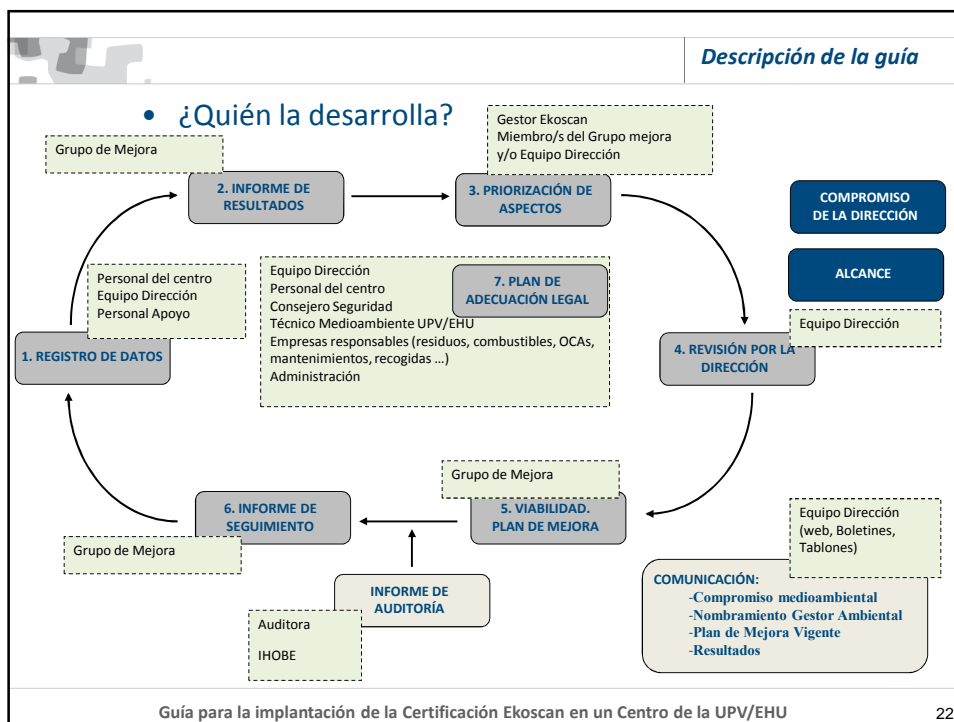 Descripción de la guía
• ¿Quién la desarrolla?
Grupo de Mejora
2. INFORME DE
RESULTADOS
Gestor Ekoscan
Miembro/s del Grupo mejora
y/o Equipo Dirección
3. PRIORIZACIÓN DE
ASPECTOS
COMPROMISO
DE LA DIRECCIÓN
ALCANCE
Personal del centro
Equipo Dirección
Personal Apoyo
1. REGISTRO DE DATOS
Equipo Dirección
Personal del centro
Consejero Seguridad
Técnico Medioambiente UPV/EHU
Empresas responsables (residuos, combustibles, OCAs,
mantenimientos, recogidas ...)
Administración
7. PLAN DE
ADECUACIÓN LEGAL
Equipo Dirección
4. REVISIÓN POR LA
DIRECCIÓN
Grupo de Mejora
5. VIABILIDAD.
PLAN DE MEJORA
6. INFORME DE
SEGUIMIENTO
Grupo de Mejora
INFORME DE
AUDITORÍA
Auditora
IHOBE
Equipo Dirección
(web, Boletines,
Tablones)
COMUNICACIÓN:
-Compromiso medioambiental
-Nombramiento Gestor Ambiental
-Plan de Mejora Vigente
-Resultados
Guía para la implantación de la Certificación Ekoscan en un Centro de la UPV/EHU
22